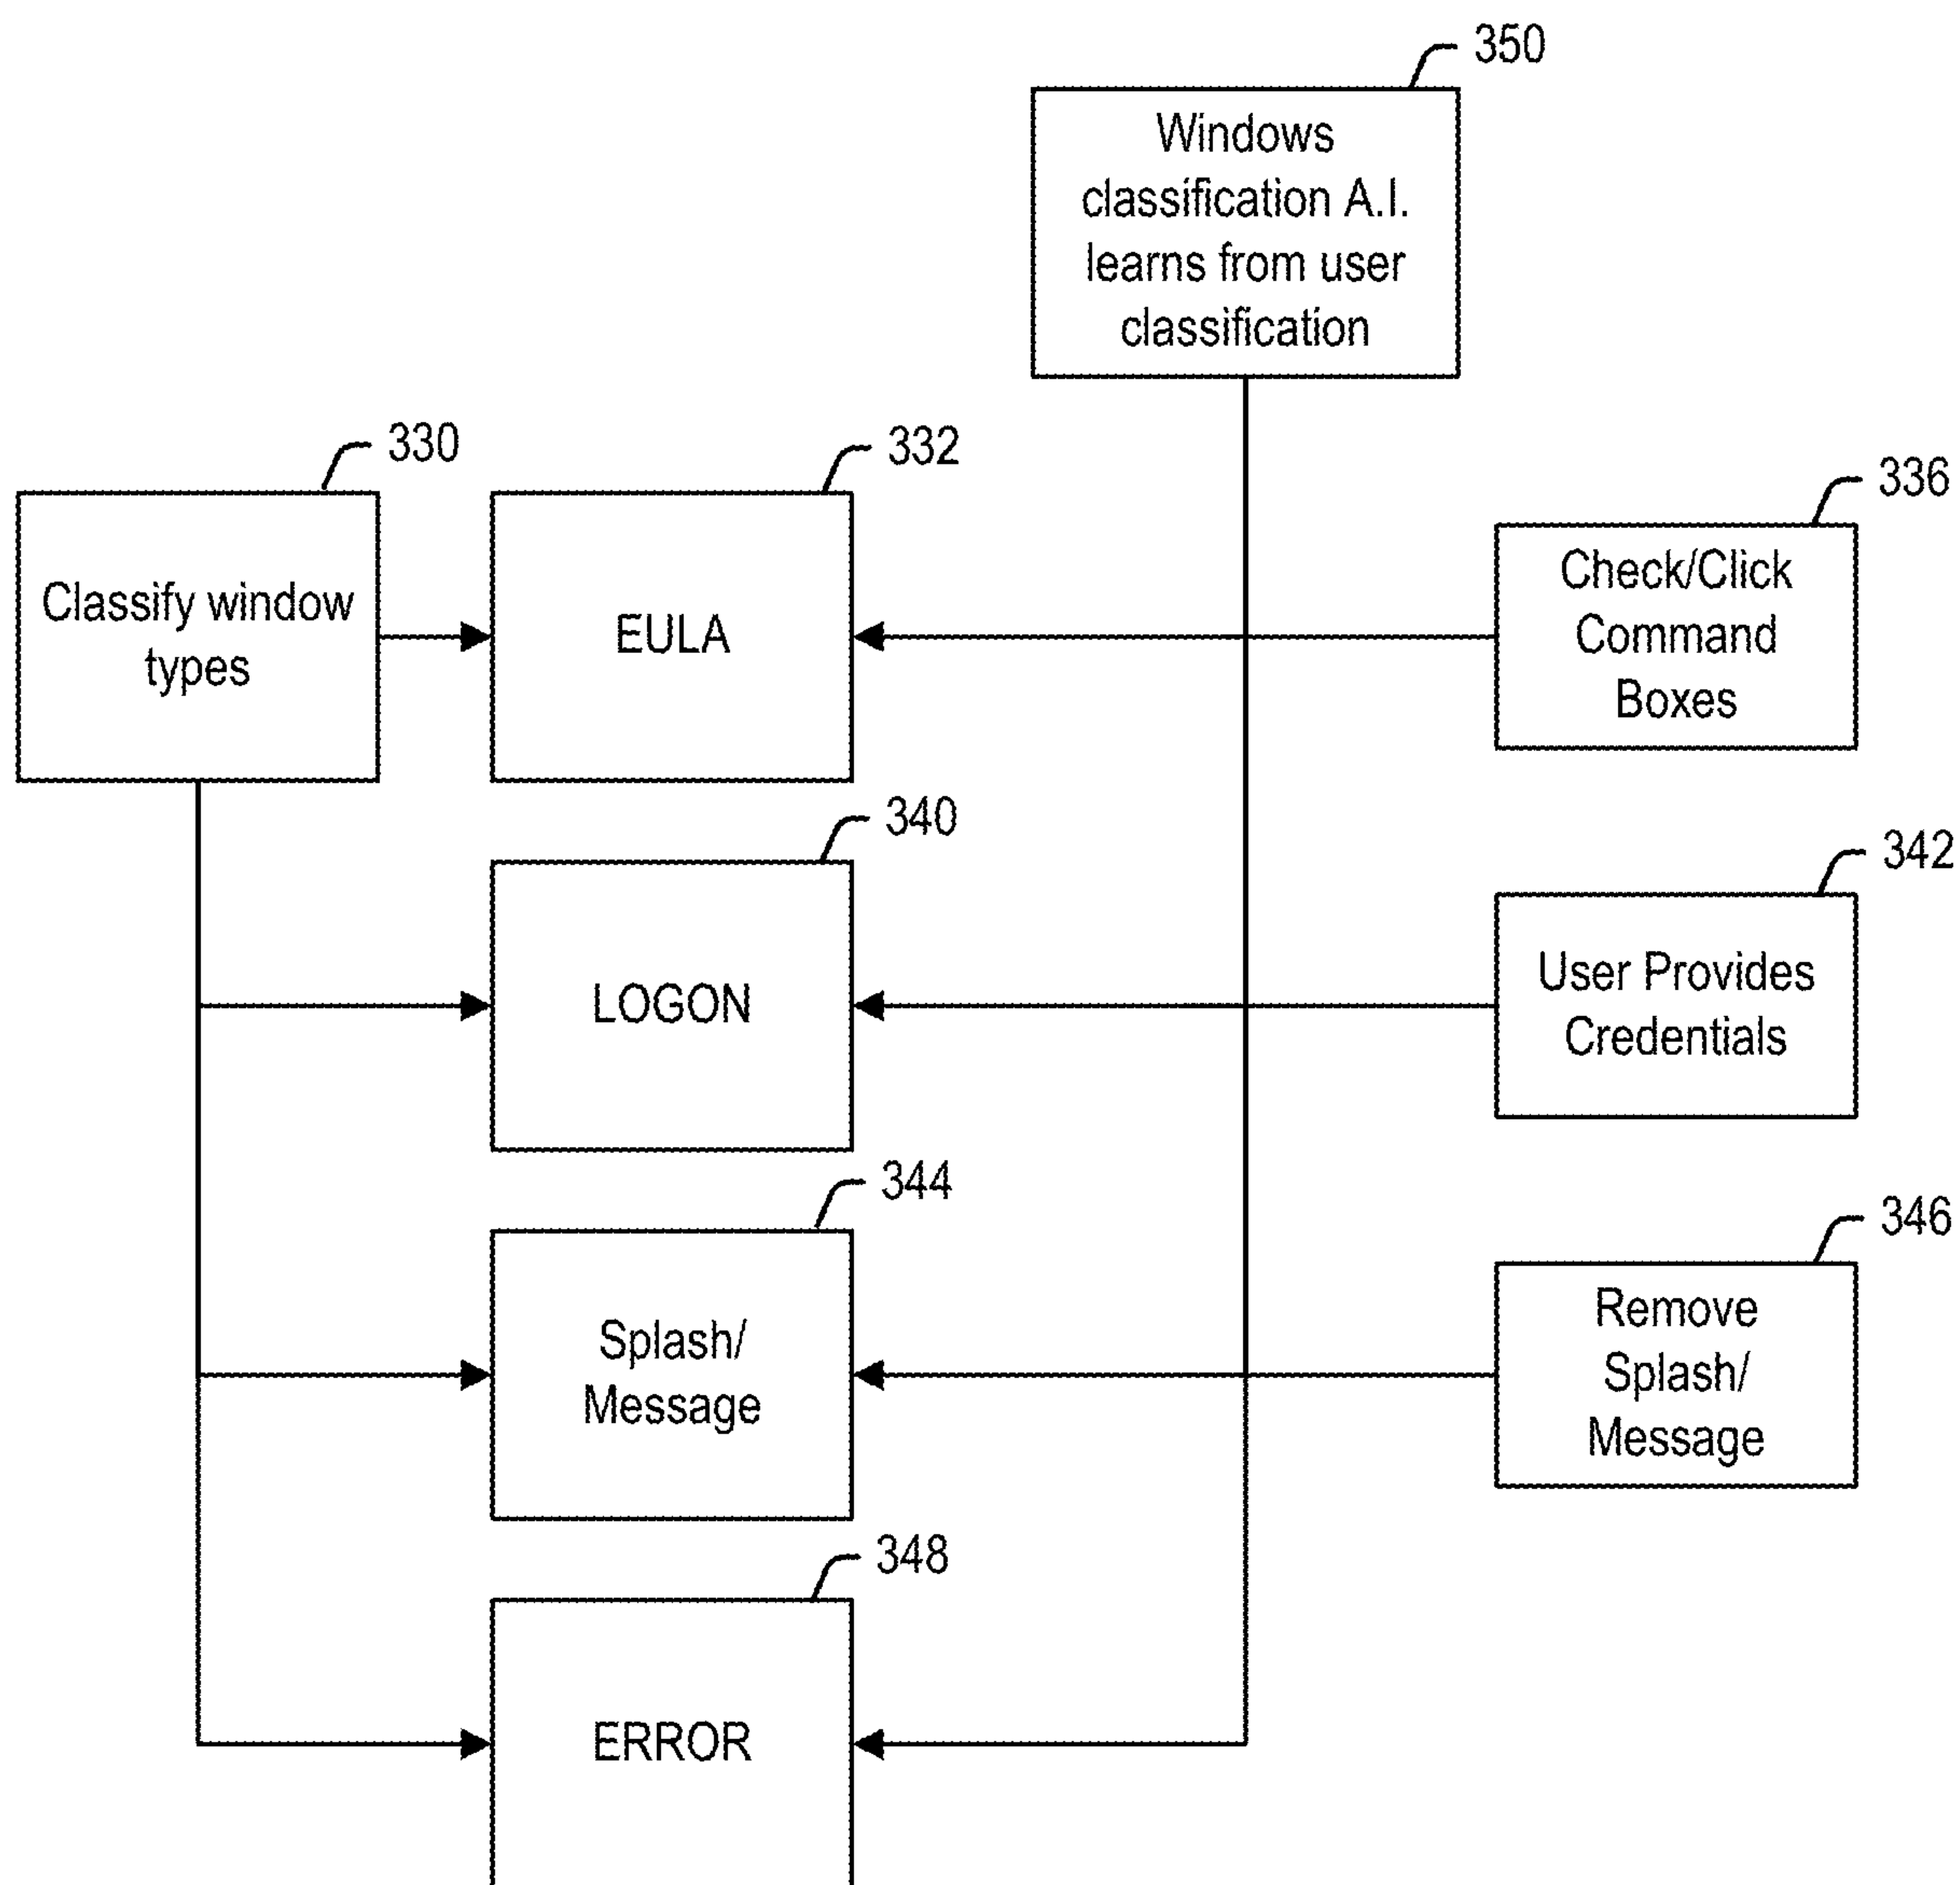 350
Windows
classification A.I.
learns from user
classification
330
Classify window
types
332
EULA
336
Check/Click
Command
Boxes
340
LOGON
342
User Provides
Credentials
344
Splash/
Message
346
Remove
Splash/
Message
348
ERROR